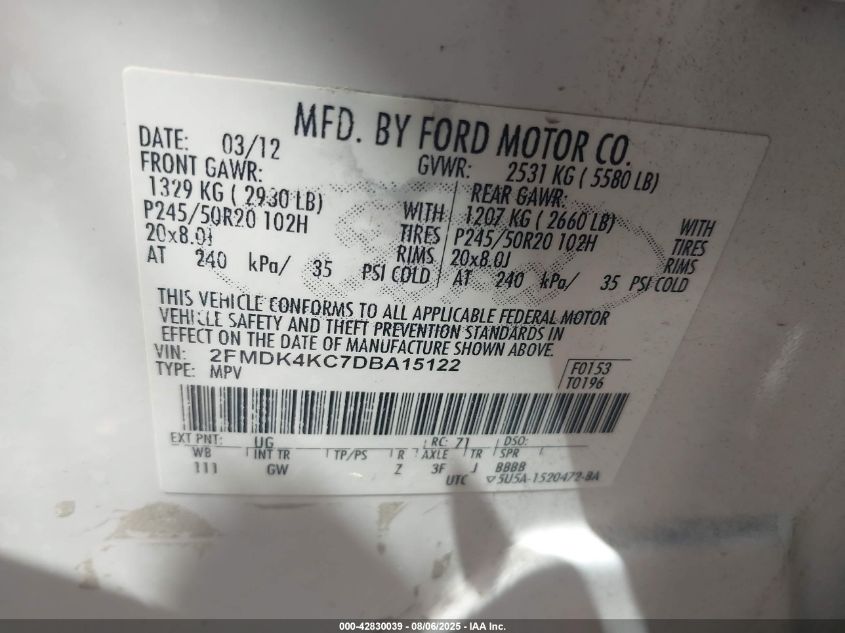 MFD. BY FORD MOTOR CO.
DATE: 03/12 GVWR: 2531 KG ( 5580 LB)
FRONT GAWR: REAR GAWR:
1329 KG ( 2930 LB) 1207 KG ( 2660 LB)
P245/50R20 102H WITH TIRES P245/50R20 102H WITH TIRES
20x8.0J RIMS 20x8.0J RIMS
AT 240 kPa/ 35 PSI COLD AT 240 kPa/ 35 PSI COLD
THIS VEHICLE CONFORMS TO ALL APPLICABLE FEDERAL MOTOR
VEHICLE SAFETY AND THEFT PREVENTION STANDARDS IN
EFFECT ON THE DATE OF MANUFACTURE SHOWN ABOVE.
VIN: 2FMDK4KC7DBA15122 F0153
TYPE: MPV T0196
EXT PNT: UG RC: 71 DSO:
WB INT TR TP/PS R AXLE TR SPR
111 GW Z 3F J BBBB
UTC ▽5U5A-1520472-BA
000-42830039 - 08/06/2025 - IAA Inc.